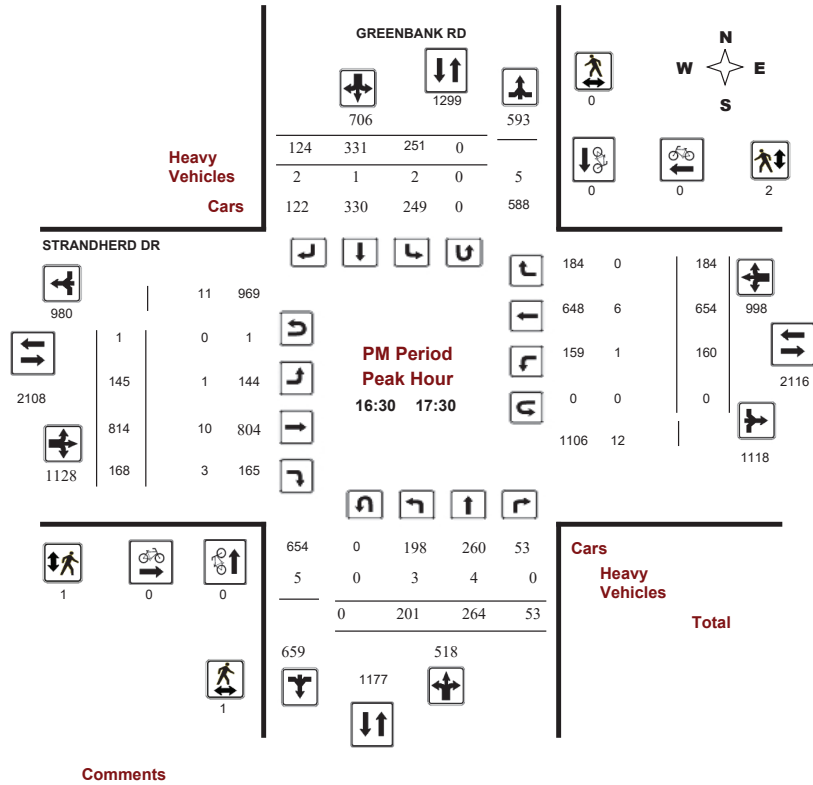 GREENBANK RD
N
W E
S
1299
0
706 593
124 331 251 0
Heavy
Vehicles
2 1 2 0 5
Cars
122 330 249 0 588
0 0 2
STRANDHERD DR
980
11 969
1 0 1
2108
145 1 144
814 10 804
1128
168 3 165
PM Period
Peak Hour
16:30 17:30
184 0 184
998
648 6 654
159 1 160
2116
0 0 0
1106 12
1118
654 0 198 260 53
Cars
5 0 3 4 0
Heavy
Vehicles
0 201 264 53
Total
1 0 0
659 518
1177
1
Comments